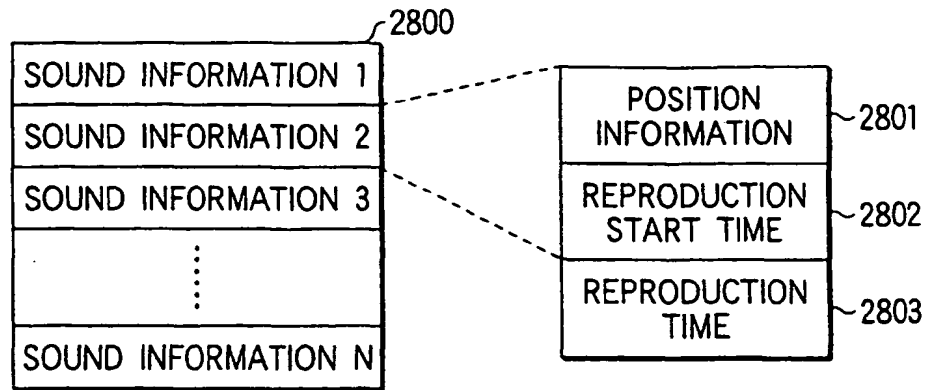 2800
SOUND INFORMATION 1
SOUND INFORMATION 2
SOUND INFORMATION 3
SOUND INFORMATION N
POSITION
INFORMATION
2801
REPRODUCTION
START TIME
2802
REPRODUCTION
TIME
2803